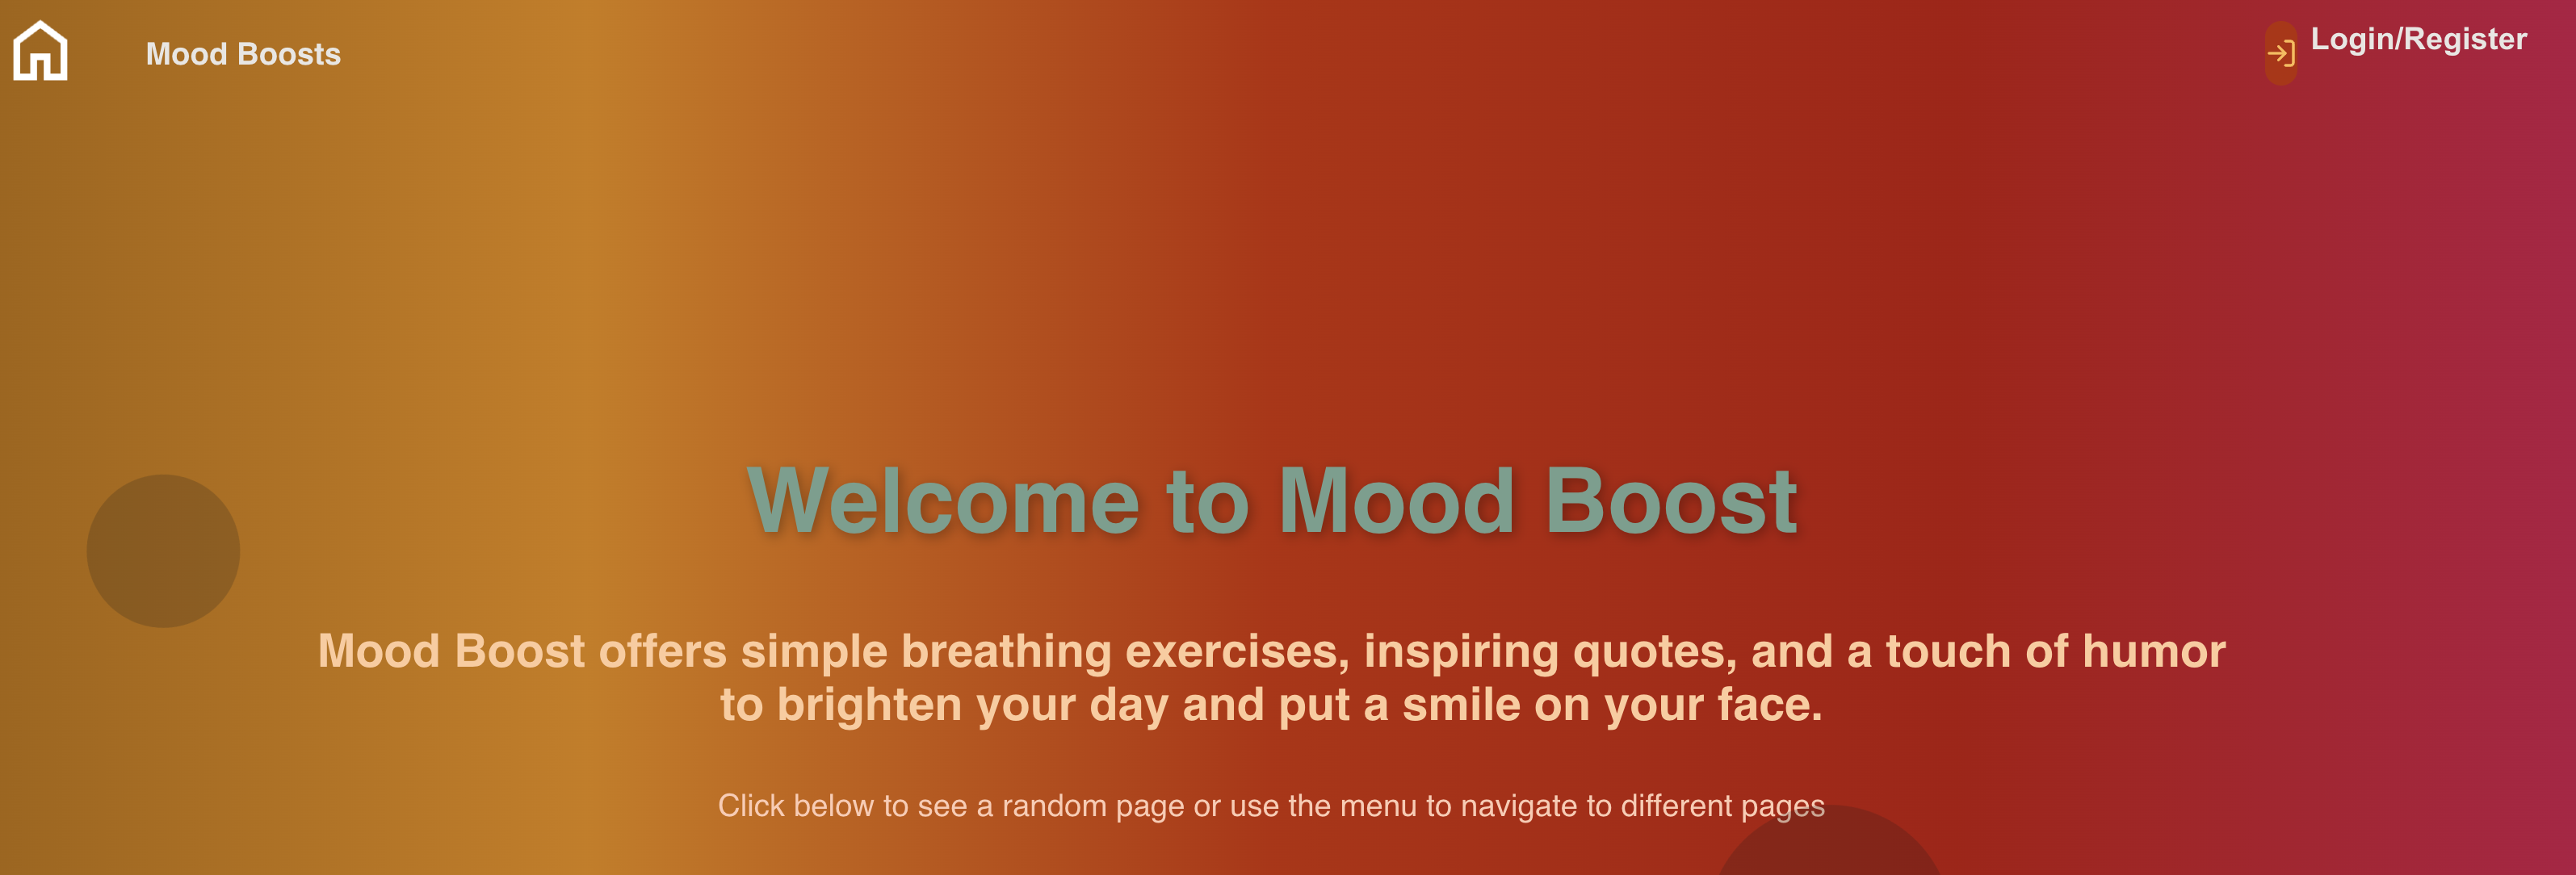 Mood Boosts
Login/Register
Welcome to Mood Boost
Mood Boost offers simple breathing exercises, inspiring quotes, and a touch of humor
to brighten your day and put a smile on your face.
Click below to see a random page or use the menu to navigate to different pages